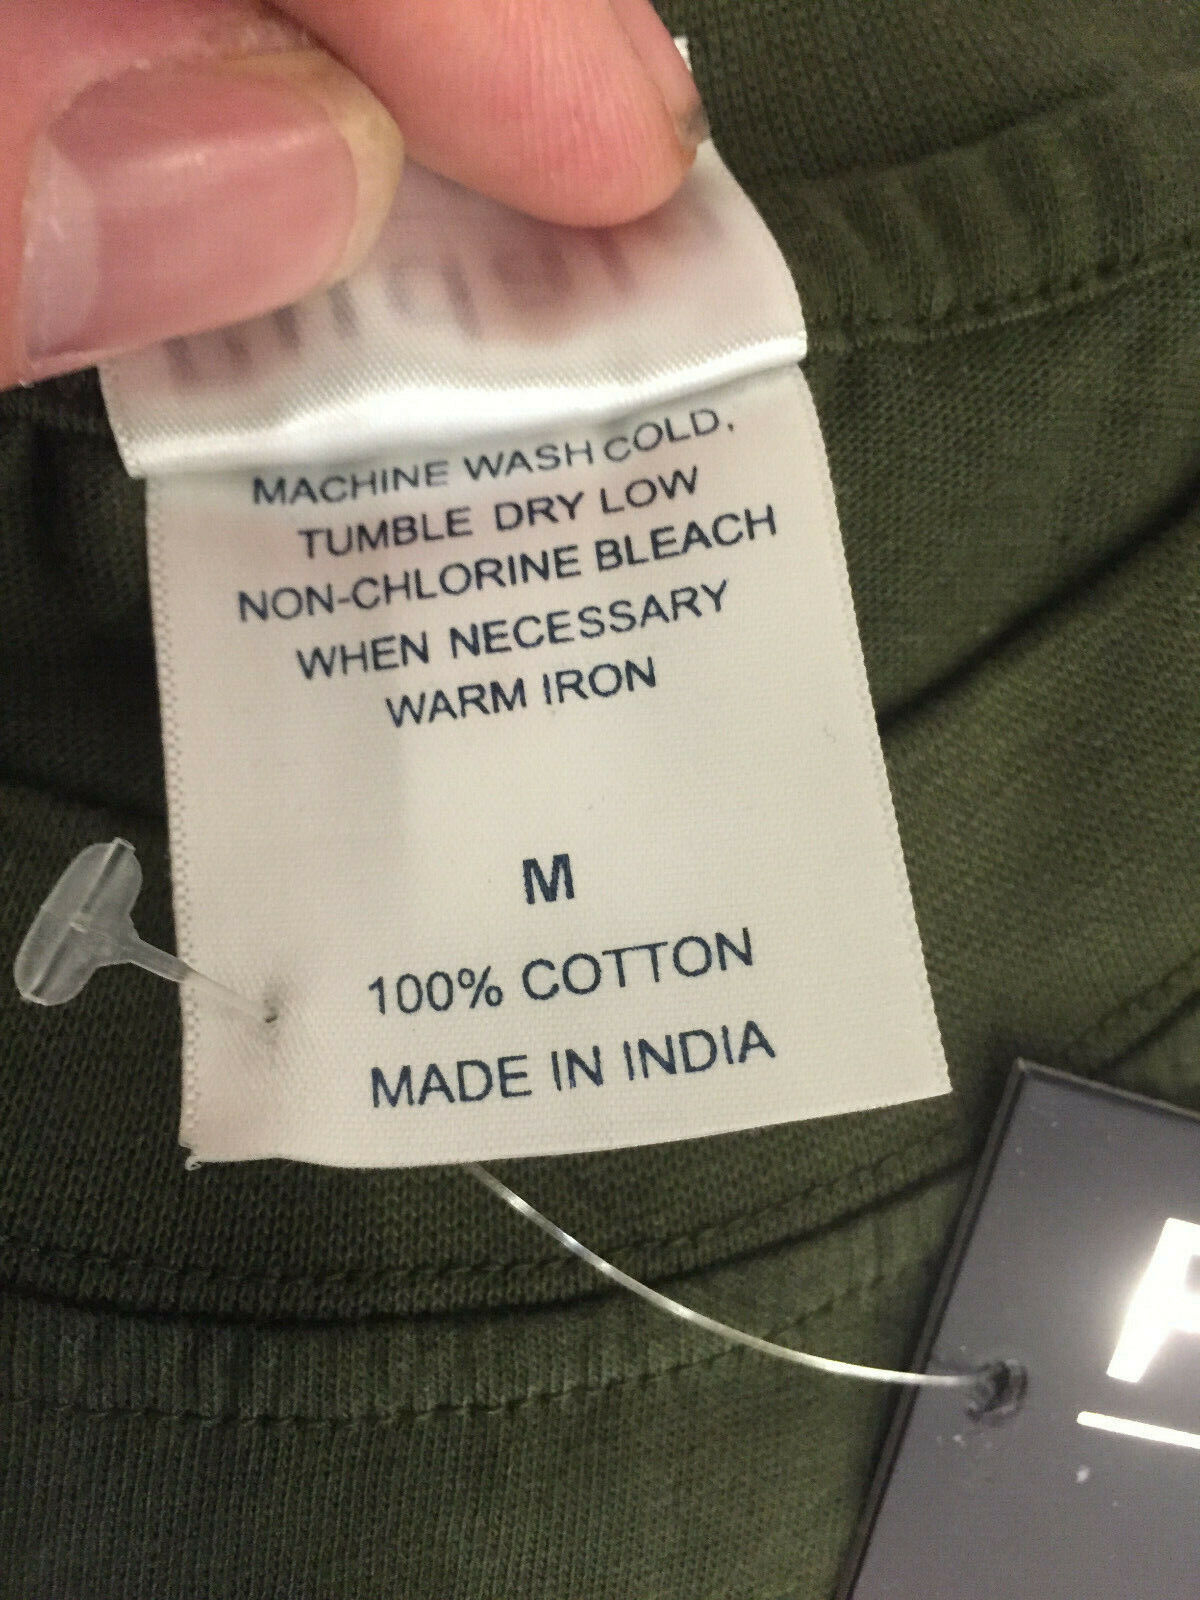 MACHINE WASH COLD,
TUMBLE DRY LOW
NON-CHLORINE BLEACH
WHEN NECESSARY
WARM IRON
M
100% COTTON
MADE IN INDIA